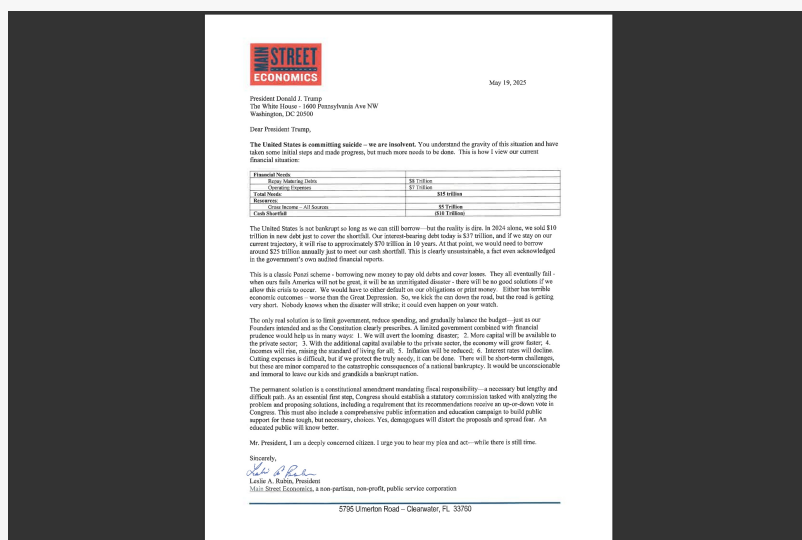 MAIN STREET
ECONOMICS
May 19, 2025
President Donald J. Trump
The White House - 1600 Pennsylvania Ave NW
Washington, DC 20500
Dear President Trump,
The United States is committing suicide – we are insolvent. You understand the gravity of this situation and have
taken some initial steps and made progress, but much more needs to be done. This is how I view our current
financial situation:
Financial Needs
Repay Maturing Debts $8 Trillion
Operating Expenses $7 Trillion
Total Needs: $15 trillion
Resources:
Gross Income – All Sources $5 Trillion
Cash Shortfall ($10 Trillion)
The United States is not bankrupt so long as we can still borrow—but the reality is dire. In 2024 alone, we sold $10
trillion in new debt just to cover the shortfall. Our interest-bearing debt today is $37 trillion, and if we stay on our
current trajectory, it will rise to approximately $70 trillion in 10 years. At that point, we would need to borrow
around $25 trillion annually just to meet our cash shortfall. This is clearly unsustainable, a fact even acknowledged
in the government's own audited financial reports.
This is a classic Ponzi scheme - borrowing new money to pay old debts and cover losses. They all eventually fail -
when ours fails America will not be great, it will be an unmitigated disaster - there will be no good solutions if we
allow this crisis to occur. We would have to either default on our obligations or print money. Either has terrible
economic outcomes – worse than the Great Depression. So, we kick the can down the road, but the road is getting
very short. Nobody knows when the disaster will strike; it could even happen on your watch.
The only real solution is to limit government, reduce spending, and gradually balance the budget—just as our
Founders intended and as the Constitution clearly prescribes. A limited government combined with financial
prudence would help us in many ways: 1. We will avert the looming disaster; 2. More capital will be available to
the private sector; 3. With the additional capital available to the private sector, the economy will grow faster; 4.
Incomes will rise, raising the standard of living for all; 5. Inflation will be reduced; 6. Interest rates will decline.
Cutting expenses is difficult, but if we protect the truly needy, it can be done. There will be short-term challenges,
but these are minor compared to the catastrophic consequences of a national bankruptcy. It would be unconscionable
and immoral to leave our kids and grandkids a bankrupt nation.
The permanent solution is a constitutional amendment mandating fiscal responsibility—a necessary but lengthy and
difficult path. As an essential first step, Congress should establish a statutory commission tasked with analyzing the
problem and proposing solutions, including a requirement that its recommendations receive an up-or-down vote in
Congress. This must also include a comprehensive public information and education campaign to build public
support for these tough, but necessary, choices. Yes, demagogues will distort the proposals and spread fear. An
educated public will know better.
Mr. President, I am a deeply concerned citizen. I urge you to hear my plea and act—while there is still time.
Sincerely,
Leslie A. Rubin, President
Main Street Economics, a non-partisan, non-profit, public service corporation
5795 Ulmerton Road – Clearwater, FL 33760